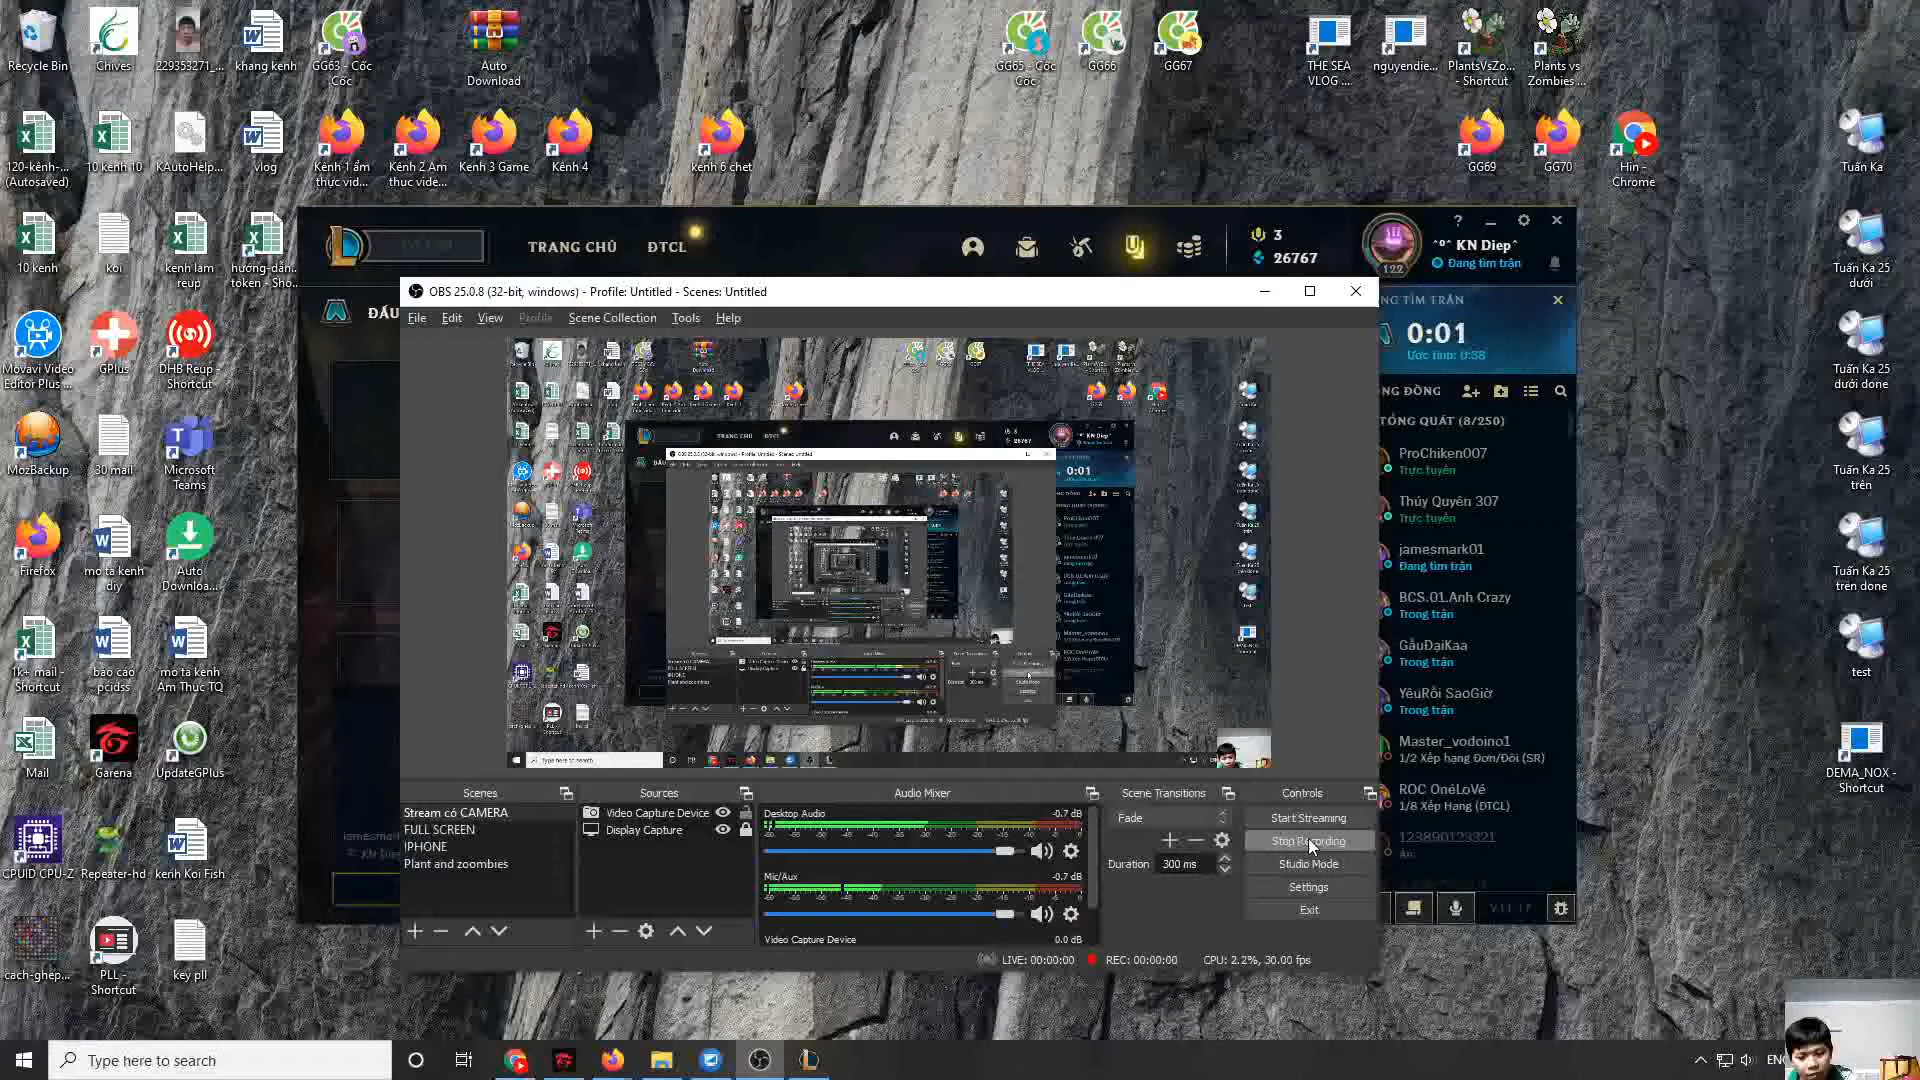 Recycle Bin
Chives
229353271_...
khang kenh
GG63 - Cốc Cốc
Auto Download
GG65 - Cốc Cốc
GG66
GG67
THE SEA VLOG ...
nguyendie...
PlantsVsZo... - Shortcut
Plants vs Zombies ...
120-kênh-... (Autosaved)
10 kenh 10
KAutoHelp...
vlog
Kênh 1 ẩm thực vid...
Kênh 2 Am thuc vide...
Kenh 3 Game
Kênh 4
kenh 6 chet
GG69
GG70
Hin - Chrome
Tuấn Ka
10 kenh
koi
kenh lam reup
hướng-dẫn... token - Sho...
Tuấn Ka 25 dưới
Movavi Video Editor Plus ...
GPlus
DHB Reup - Shortcut
Tuấn Ka 25 dưới done
MozBackup
30 mail
Microsoft Teams
Tuấn Ka 25 trên
Firefox
mo ta kenh diy
Auto Downloa...
Tuấn Ka 25 trên done
1k+ mail - Shortcut
báo cáo pcidss
mo ta kenh Am Thuc TQ
test
Mail
Garena
UpdateGPlus
DEMA_NOX - Shortcut
CPUID CPU-Z
Repeater-hd
kenh Koi Fish
cach-ghep...
PLL - Shortcut
key pll
TRANG CHỦ
ĐTCL
3
26767
122
^°^ KN Diep^
Đang tìm trận
NG TÌM TRẬN
0:01
Ước tính: 0:38
ĐẤU
NG ĐỒNG
TỔNG QUÁT (8/250)
ProChiken007
Trực tuyến
Thúy Quyên 307
Trực tuyến
jamesmark01
Đang tìm trận
BCS.01.Anh Crazy
Trong trận
GấuĐạiKaa
Trong trận
YêuRồi SaoGiờ
Trong trận
Master_vodoino1
1/2 Xếp hạng Đơn/Đôi (SR)
ROC OnéLoVé
1/8 Xếp Hạng (ĐTCL)
123890123321
OBS 25.0.8 (32-bit, windows) - Profile: Untitled - Scenes: Untitled
File Edit View Profile Scene Collection Tools Help
Scenes
Stream có CAMERA
FULL SCREEN
IPHONE
Plant and zoombies
Sources
Video Capture Device
Display Capture
Audio Mixer
Desktop Audio
-0.7 dB
Mic/Aux
-0.7 dB
Video Capture Device
0.0 dB
Scene Transitions
Fade
Duration 300 ms
Controls
Start Streaming
Stop Recording
Studio Mode
Settings
Exit
LIVE: 00:00:00
REC: 00:00:00
CPU: 2.2%, 30.00 fps
Type here to search